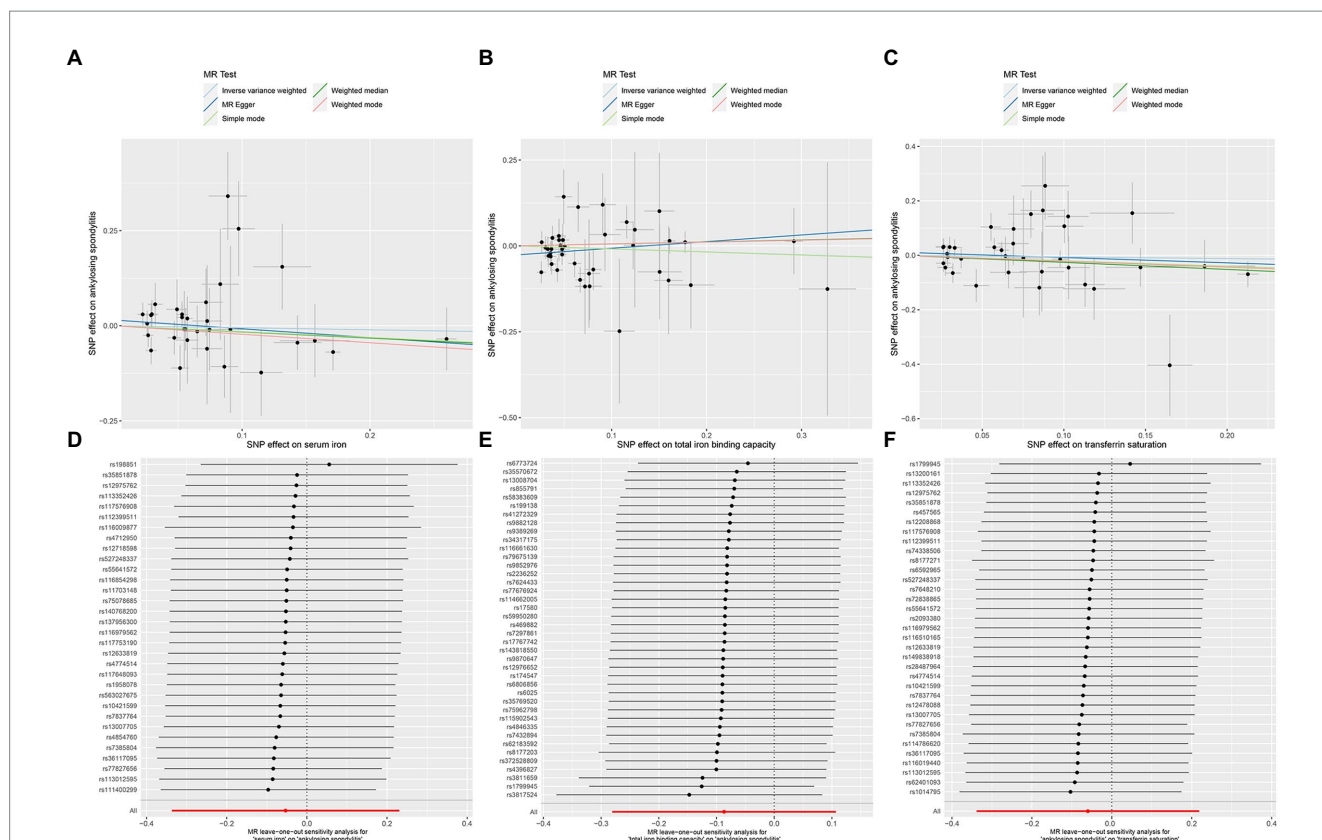 A
MR Test
Inverse variance weighted
Weighted median
MR Egger
Weighted mode
Simple mode
SNP effect on ankylosing spondylitis
0.25
0.00
−0.25
0.1
0.2
SNP effect on serum iron
B
MR Test
Inverse variance weighted
Weighted median
MR Egger
Weighted mode
Simple mode
SNP effect on ankylosing spondylitis
0.25
0.00
−0.25
−0.50
0.1
0.2
0.3
SNP effect on total iron binding capacity
C
MR Test
Inverse variance weighted
Weighted median
MR Egger
Weighted mode
Simple mode
SNP effect on ankylosing spondylitis
0.4
0.2
0.0
−0.2
−0.4
−0.6
0.05
0.10
0.15
0.20
SNP effect on transferrin saturation
D
rs198851
rs35851878
rs12975762
rs113352426
rs117576908
rs112399511
rs116009877
rs4712950
rs12718598
rs527248337
rs55641572
rs116854298
rs11703148
rs75078685
rs140768200
rs137956300
rs116979562
rs117753190
rs12633819
rs4774514
rs117648093
rs1958078
rs563027675
rs10421599
rs7837764
rs13007705
rs4854760
rs7385804
rs36117095
rs77827656
rs113012595
rs111400299
All
−0.4
−0.2
0.0
0.2
0.4
MR leave−one−out sensitivity analysis for
'serum iron' on 'ankylosing spondylitis'
E
rs6773724
rs35570672
rs13008704
rs855791
rs58383609
rs199138
rs41272329
rs9882128
rs9389269
rs34317175
rs116661630
rs79675139
rs9852976
rs2236252
rs7624433
rs77676924
rs114662005
rs17580
rs59950280
rs469882
rs7297861
rs17767742
rs143818550
rs9870647
rs12976652
rs174547
rs6806856
rs6025
rs35769520
rs75962798
rs115902543
rs4846335
rs7432894
rs62183592
rs8177203
rs372528809
rs4396827
rs3811659
rs1799945
rs3817524
All
−0.4
−0.3
−0.2
−0.1
0.0
0.1
MR leave−one−out sensitivity analysis for
'total iron binding capacity' on 'ankylosing spondylitis'
F
rs1799945
rs13200161
rs113352426
rs12975762
rs35851878
rs457565
rs12208868
rs117576908
rs112399511
rs74338506
rs8177271
rs6592965
rs527248337
rs7648210
rs72838865
rs55641572
rs2093380
rs116979562
rs116510165
rs12633819
rs149838918
rs28487964
rs4774514
rs10421599
rs7837764
rs12478088
rs13007705
rs77827656
rs7385804
rs114786620
rs36117095
rs116019440
rs113012595
rs62401093
rs1014795
All
−0.4
−0.2
0.0
0.2
0.4
MR leave−one−out sensitivity analysis for
'ankylosing spondylitis' on 'transferrin saturation'